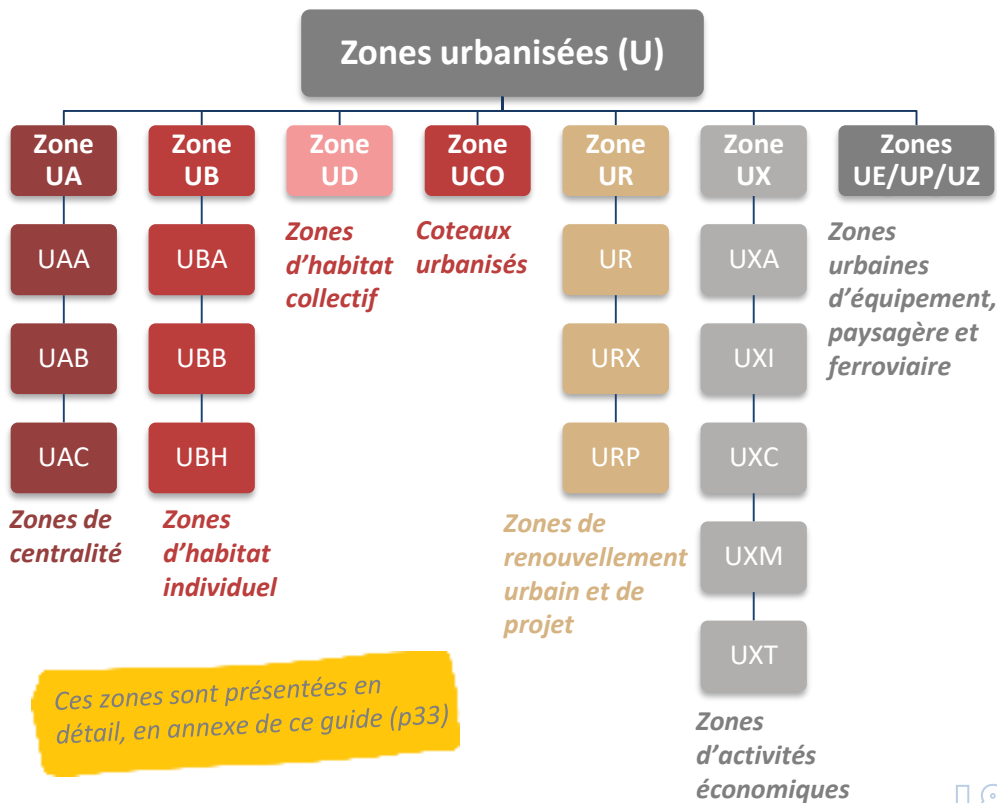 Zones urbanisées (U)
Zone
UA
UAA
UAB
UAC
Zones de
centralité
Zone
UB
UBA
UBB
UBH
Zones
d'habitat
individuel
Zone
UD
Zones
d'habitat
collectif
Zone
UCO
Coteaux
urbanisés
Zone
UR
UR
URX
URP
Zones de
renouvellement
urbain et de
projet
Zone
UX
UXA
UXI
UXC
UXM
UXT
Zones
d'activités
économiques
Zones
UE/UP/UZ
Zones
urbaines
d'équipement,
paysagère et
ferroviaire
Ces zones sont présentées en
détail, en annexe de ce guide (p33)